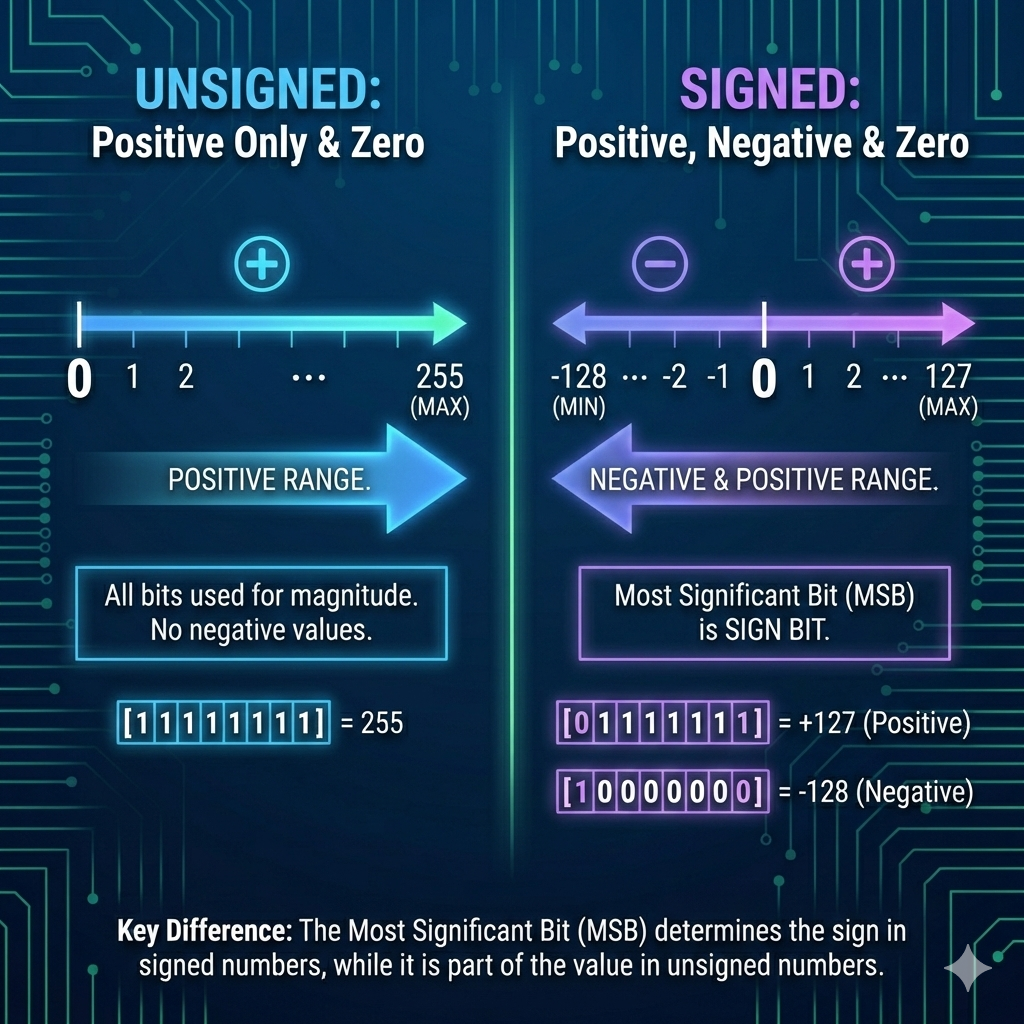 UNSIGNED:
Positive Only & Zero
0 1 2 ... 255
(MAX)
POSITIVE RANGE.
All bits used for magnitude.
No negative values.
[11111111] = 255
SIGNED:
Positive, Negative & Zero
-128 ... -2 -1 0 1 2 ... 127
(MIN) (MAX)
NEGATIVE & POSITIVE RANGE.
Most Significant Bit (MSB)
is SIGN BIT.
[01111111] = +127 (Positive)
[10000000] = -128 (Negative)
Key Difference: The Most Significant Bit (MSB) determines the sign in
signed numbers, while it is part of the value in unsigned numbers.